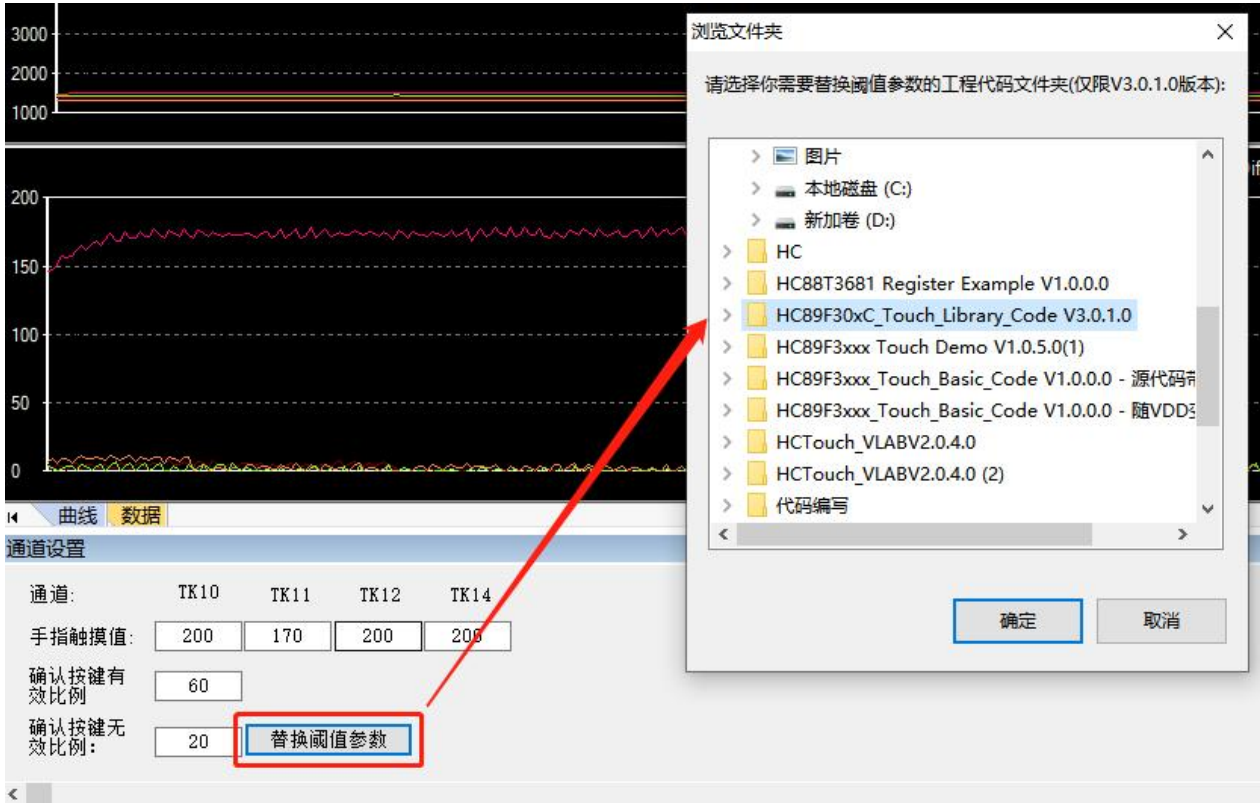 3000
2000
1000
200
150
100
50
0
曲线 数据
通道设置
通道: TK10 TK11 TK12 TK14
手指触摸值: 200 170 200 200
确认按键有
效比例 60
确认按键无
效比例: 20 替换阈值参数
浏览文件夹
请选择你需要替换阈值参数的工程代码文件夹(仅限V3.0.1.0版本):
图片
本地磁盘 (C:)
新加卷 (D:)
HC
HC88T3681 Register Example V1.0.0.0
HC89F30xC_Touch_Library_Code V3.0.1.0
HC89F3xxx Touch Demo V1.0.5.0(1)
HC89F3xxx_Touch_Basic_Code V1.0.0.0 - 源代码
HC89F3xxx_Touch_Basic_Code V1.0.0.0 - 随VDD
HCTouch_VLABV2.0.4.0
HCTouch_VLABV2.0.4.0 (2)
代码编写
确定 取消